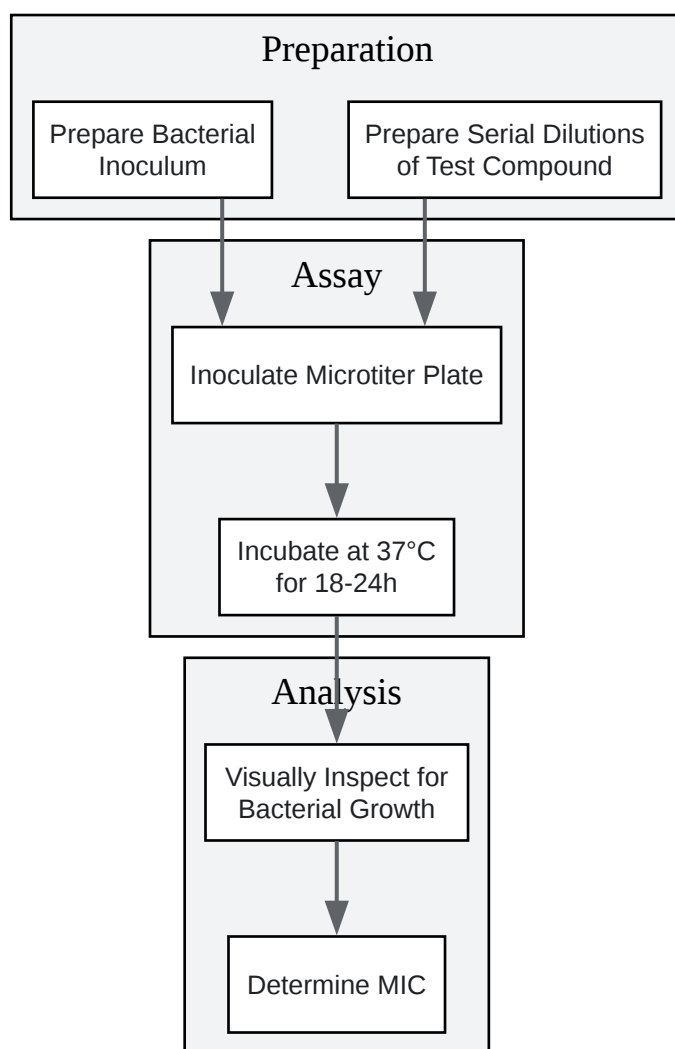 Preparation
Prepare Bacterial
Inoculum
Prepare Serial Dilutions
of Test Compound
Assay
Inoculate Microtiter Plate
Incubate at 37°C
for 18-24h
Analysis
Visually Inspect for
Bacterial Growth
Determine MIC